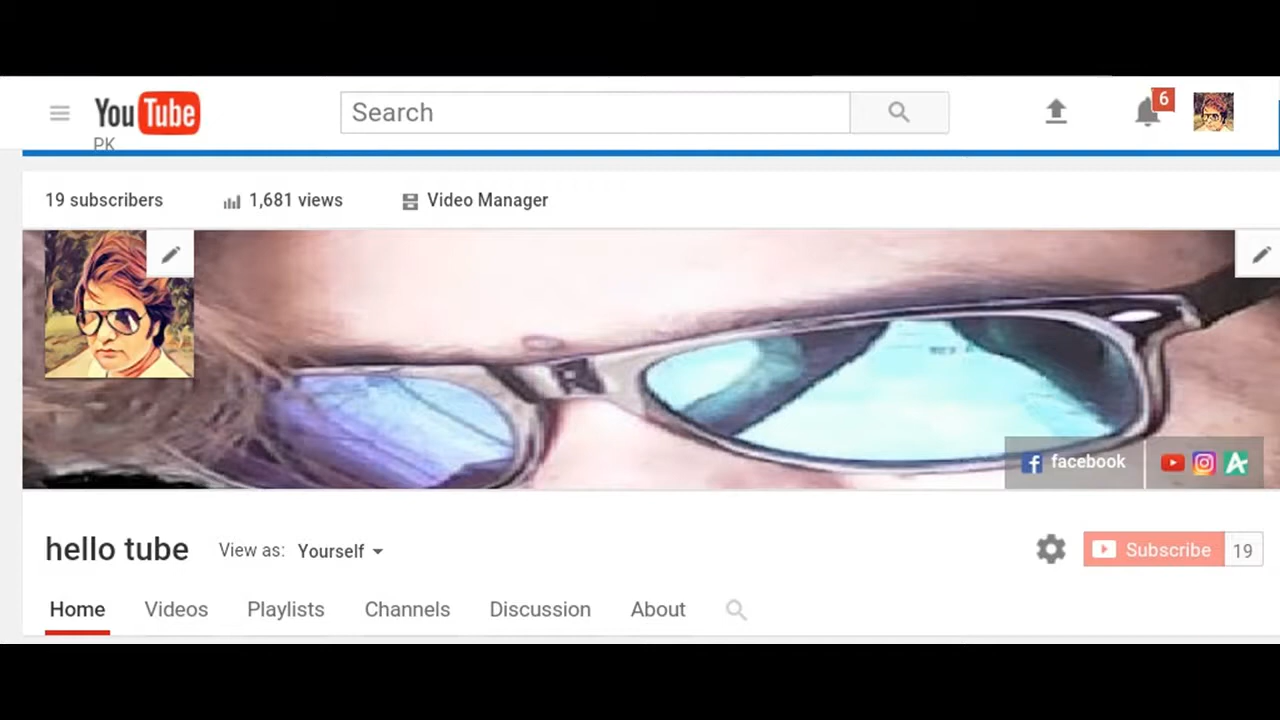 YouTube
PK
Search
6
19 subscribers
1,681 views
Video Manager
facebook
hello tube
View as: Yourself
Subscribe 19
Home
Videos
Playlists
Channels
Discussion
About